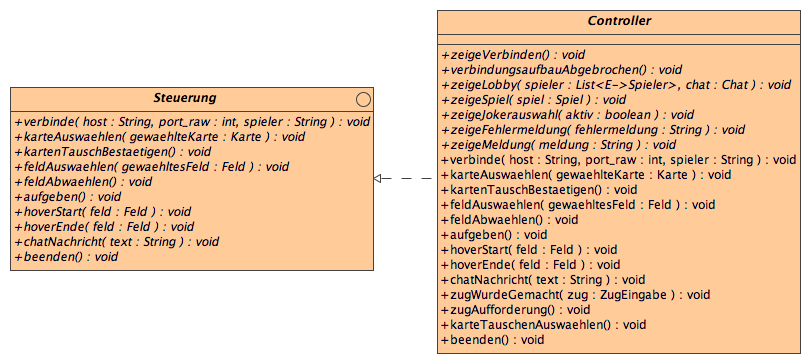 Steuerung
+verbinde( host : String, port_raw : int, spieler : String ) : void
+karteAuswaehlen( gewaehlteKarte : Karte ) : void
+kartenTauschBestaetigen() : void
+feldAuswaehlen( gewaehltesFeld : Feld ) : void
+feldAbwaehlen() : void
+aufgeben() : void
+hoverStart( feld : Feld ) : void
+hoverEnde( feld : Feld ) : void
+chatNachricht( text : String ) : void
+beenden() : void
Controller
+zeigeVerbinden() : void
+verbindungsaufbauAbgebrochen() : void
+zeigeLobby( spieler : List<E->Spieler>, chat : Chat ) : void
+zeigeSpiel( spiel : Spiel ) : void
+zeigeJokerauswahl( aktiv : boolean ) : void
+zeigeFehlermeldung( fehlermeldung : String ) : void
+zeigeMeldung( meldung : String ) : void
+verbinde( host : String, port_raw : int, spieler : String ) : void
+karteAuswaehlen( gewaehlteKarte : Karte ) : void
+kartenTauschBestaetigen() : void
+feldAuswaehlen( gewaehltesFeld : Feld ) : void
+feldAbwaehlen() : void
+aufgeben() : void
+hoverStart( feld : Feld ) : void
+hoverEnde( feld : Feld ) : void
+chatNachricht( text : String ) : void
+zugWurdeGemacht( zug : ZugEingabe ) : void
+zugAufforderung() : void
+karteTauschenAuswaehlen() : void
+beenden() : void